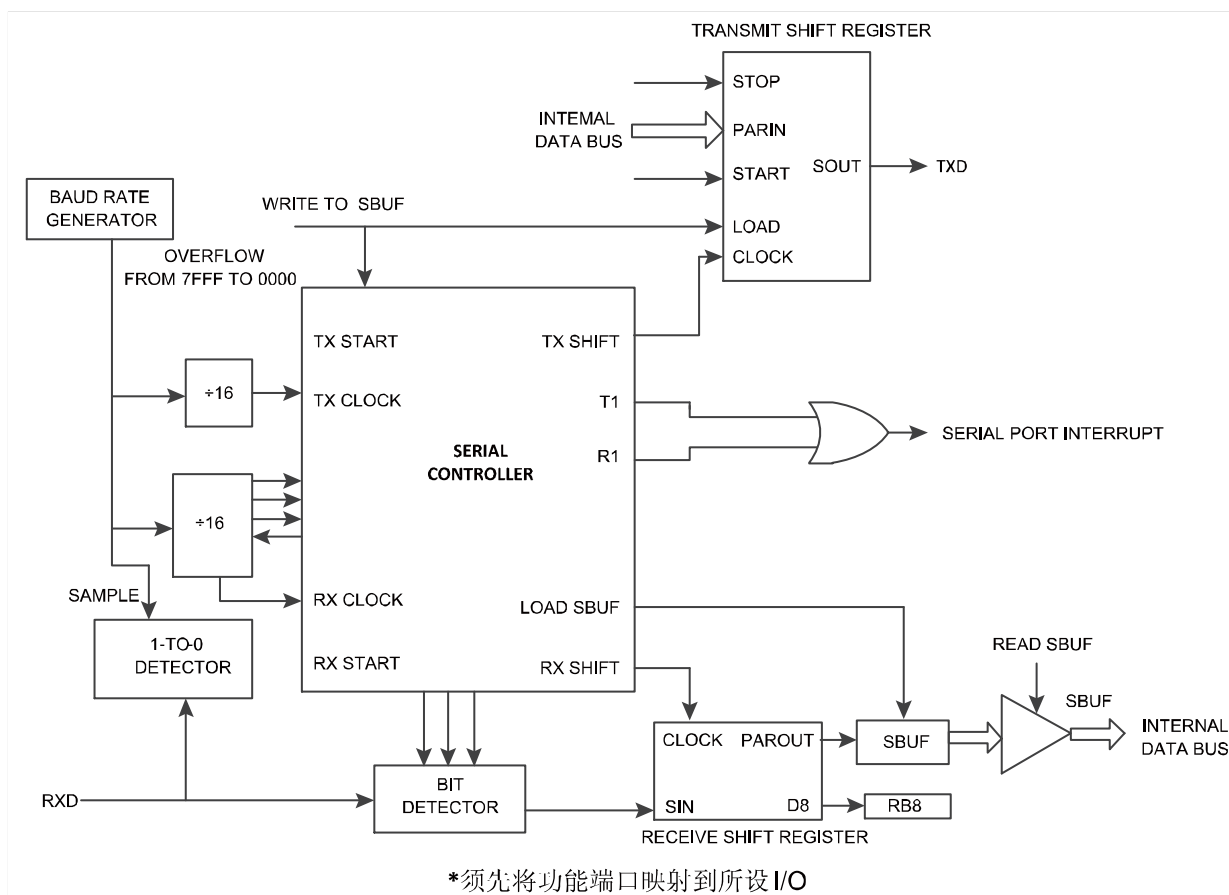 TRANSMIT SHIFT REGISTER
STOP
INTEMAL
DATA BUS
PARIN
SOUT
TXD
START
BAUD RATE
GENERATOR
WRITE TO SBUF
LOAD
OVERFLOW
FROM 7FFF TO 0000
CLOCK
TX START
TX SHIFT
÷16
TX CLOCK
T1
SERIAL
CONTROLLER
SERIAL PORT INTERRUPT
R1
÷16
SAMPLE
RX CLOCK
LOAD SBUF
1-TO-0
DETECTOR
RX START
RX SHIFT
READ SBUF
SBUF
CLOCK
PAROUT
SBUF
INTERNAL
DATA BUS
RXD
BIT
DETECTOR
SIN
D8
RB8
RECEIVE SHIFT REGISTER
*须先将功能端口映射到所设I/O